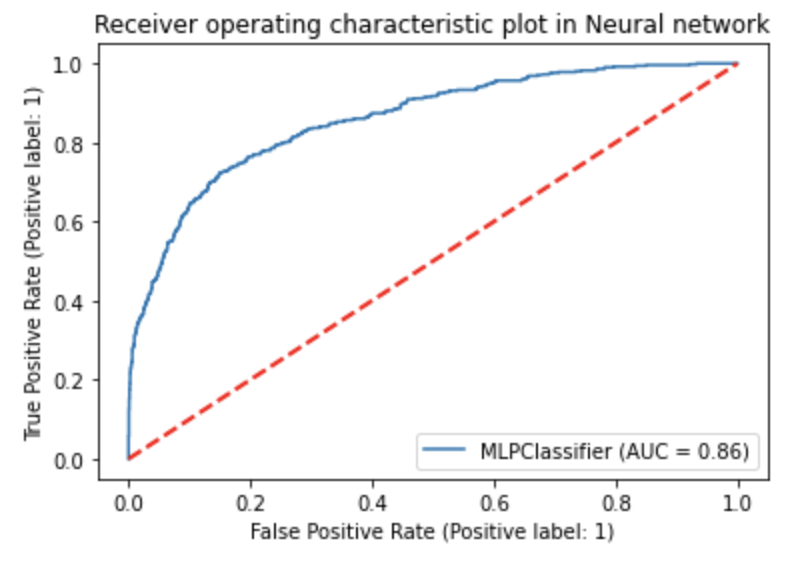 Receiver operating characteristic plot in Neural network
True Positive Rate (Positive label: 1)
1.0
0.8
0.6
0.4
0.2
0.0
MLPClassifier (AUC = 0.86)
0.0 0.2 0.4 0.6 0.8 1.0
False Positive Rate (Positive label: 1)